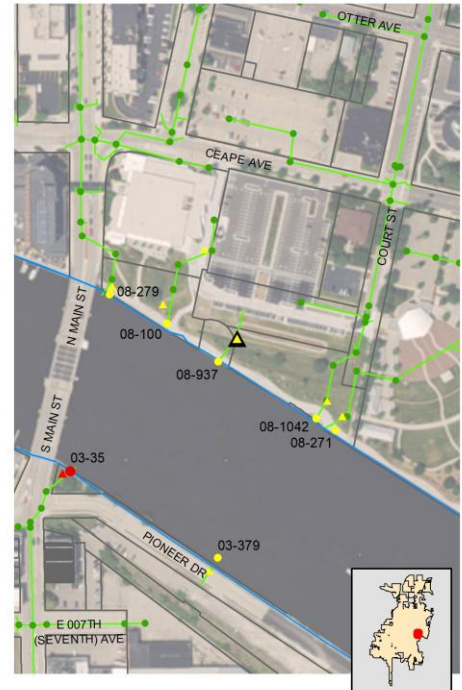 OTTER AVE
CEAPE AVE
COURT ST
N MAIN ST
08-279
08-100
08-937
08-1042
08-271
S MAIN ST
03-35
03-379
PIONEER DR
E 007TH
(SEVENTH) AVE